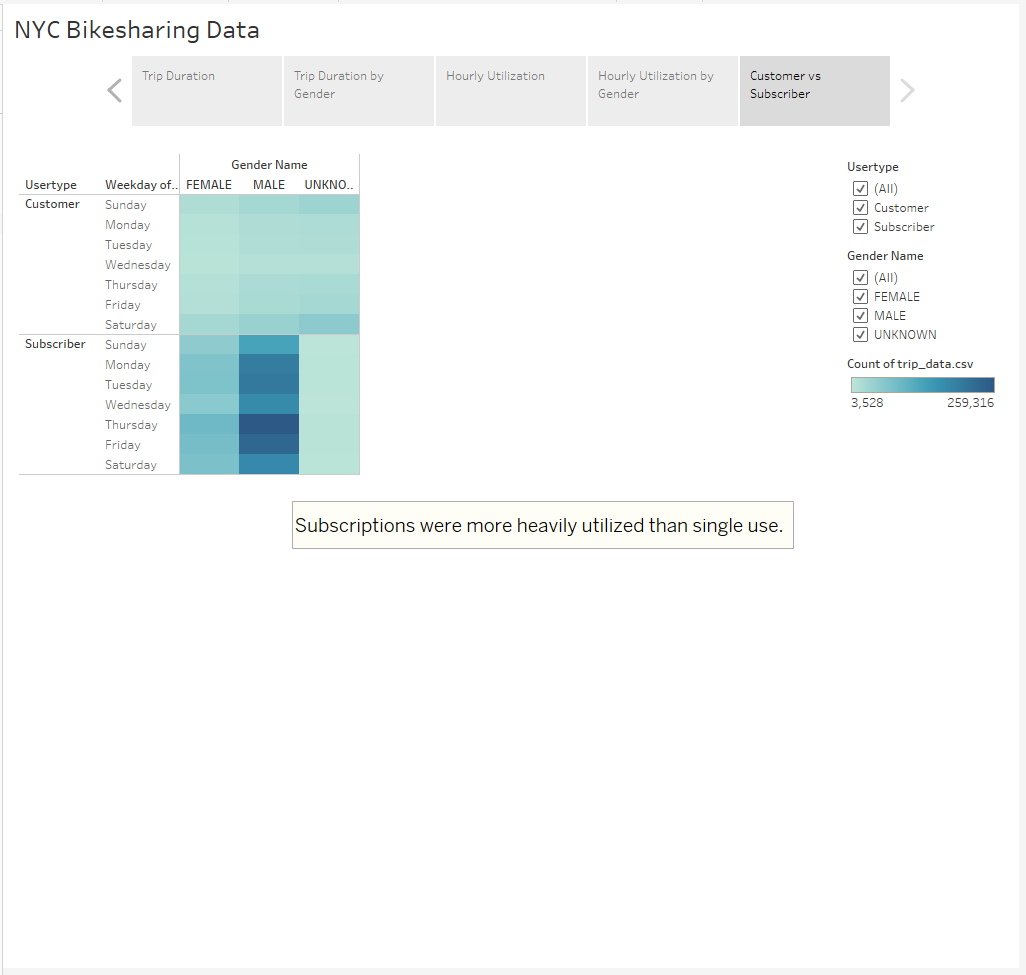 NYC Bikesharing Data
Trip Duration
Trip Duration by
Gender
Hourly Utilization
Hourly Utilization by
Gender
Customer vs
Subscriber
Gender Name
Usertype Weekday of.. FEMALE MALE UNKNO..
Customer Sunday
Monday
Tuesday
Wednesday
Thursday
Friday
Saturday
Subscriber Sunday
Monday
Tuesday
Wednesday
Thursday
Friday
Saturday
Usertype
(All)
Customer
Subscriber
Gender Name
(All)
FEMALE
MALE
UNKNOWN
Count of trip_data.csv
3,528 259,316
Subscriptions were more heavily utilized than single use.